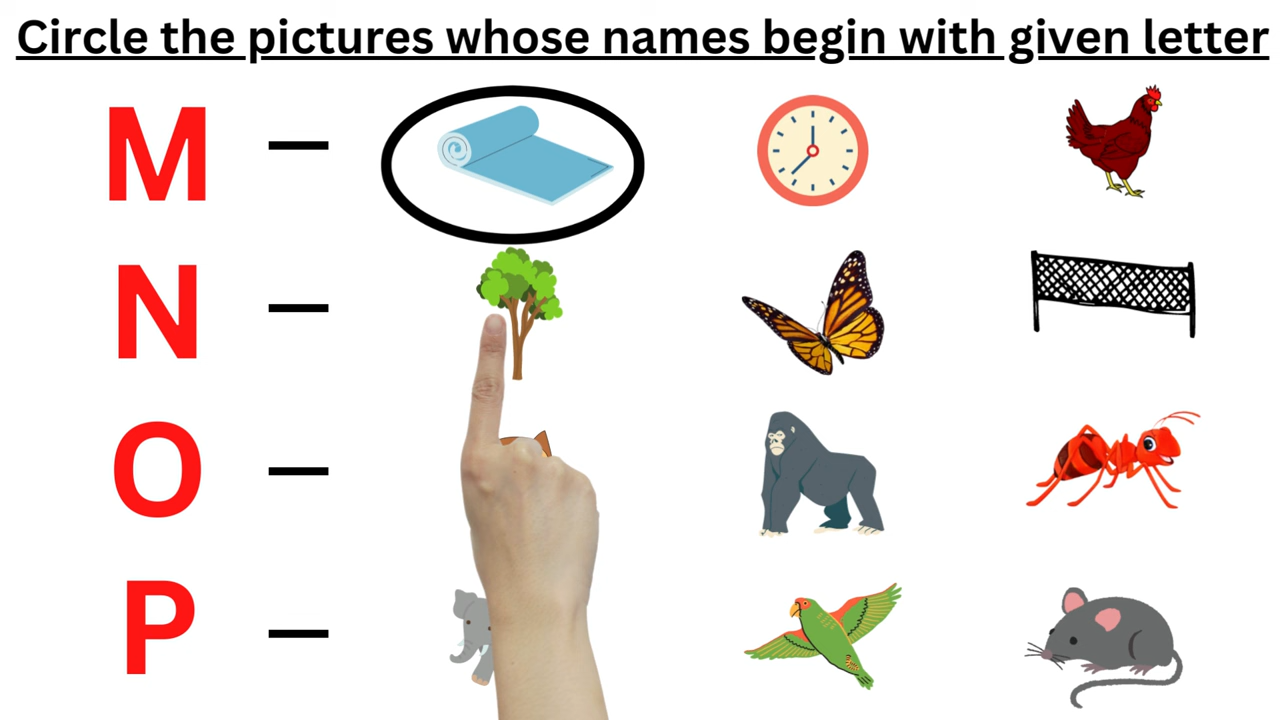 Circle the pictures whose names begin with given letter
M –
N –
O –
P –